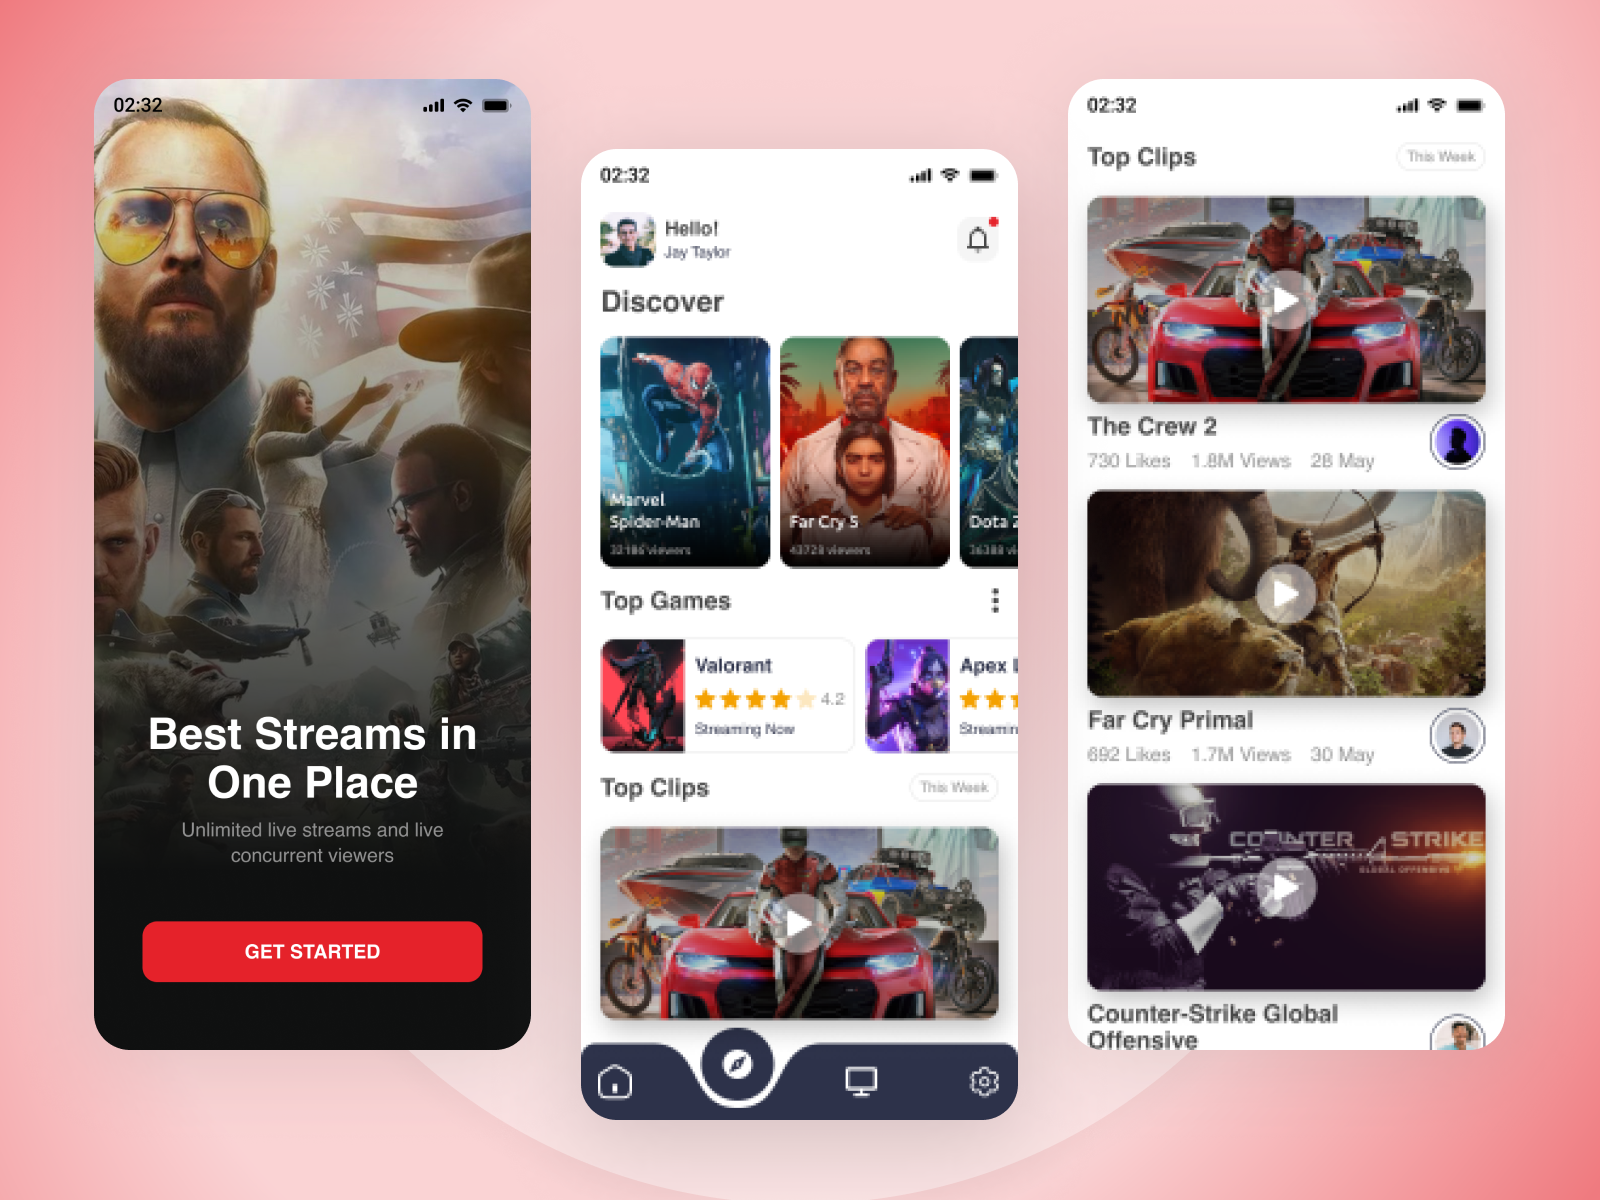 02:32
Best Streams in
One Place
Unlimited live streams and live
concurrent viewers
GET STARTED
02:32
Hello!
Jay Taylor
Discover
Marvel
Spider-Man
32186 viewers
Far Cry 5
43723 viewers
Dota 2
36388 vi
Top Games
Valorant
4.2
Streaming Now
Apex L
Streamin
Top Clips
This Week
02:32
Top Clips
This Week
The Crew 2
730 Likes 1.8M Views 28 May
Far Cry Primal
692 Likes 1.7M Views 30 May
COUNTER STRIKE
GLOBAL OFFENSIVE
Counter-Strike Global
Offensive